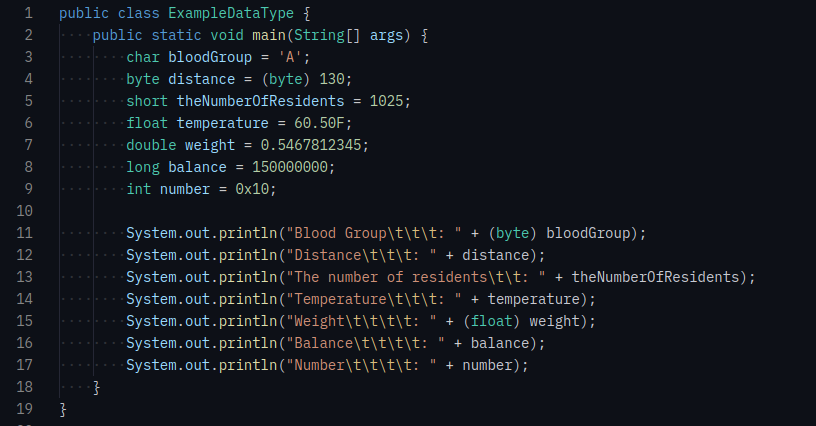 1 public class ExampleDataType {
2 ····public static void main(String[] args) {
3 ········char bloodGroup = 'A';
4 ········byte distance = (byte) 130;
5 ········short theNumberOfResidents = 1025;
6 ········float temperature = 60.50F;
7 ········double weight = 0.5467812345;
8 ········long balance = 150000000;
9 ········int number = 0x10;
10
11 ········System.out.println("Blood Group\t\t\t: " + (byte) bloodGroup);
12 ········System.out.println("Distance\t\t\t: " + distance);
13 ········System.out.println("The number of residents\t\t: " + theNumberOfResidents);
14 ········System.out.println("Temperature\t\t\t: " + temperature);
15 ········System.out.println("Weight\t\t\t\t: " + (float) weight);
16 ········System.out.println("Balance\t\t\t\t: " + balance);
17 ········System.out.println("Number\t\t\t\t: " + number);
18 ····}
19 }